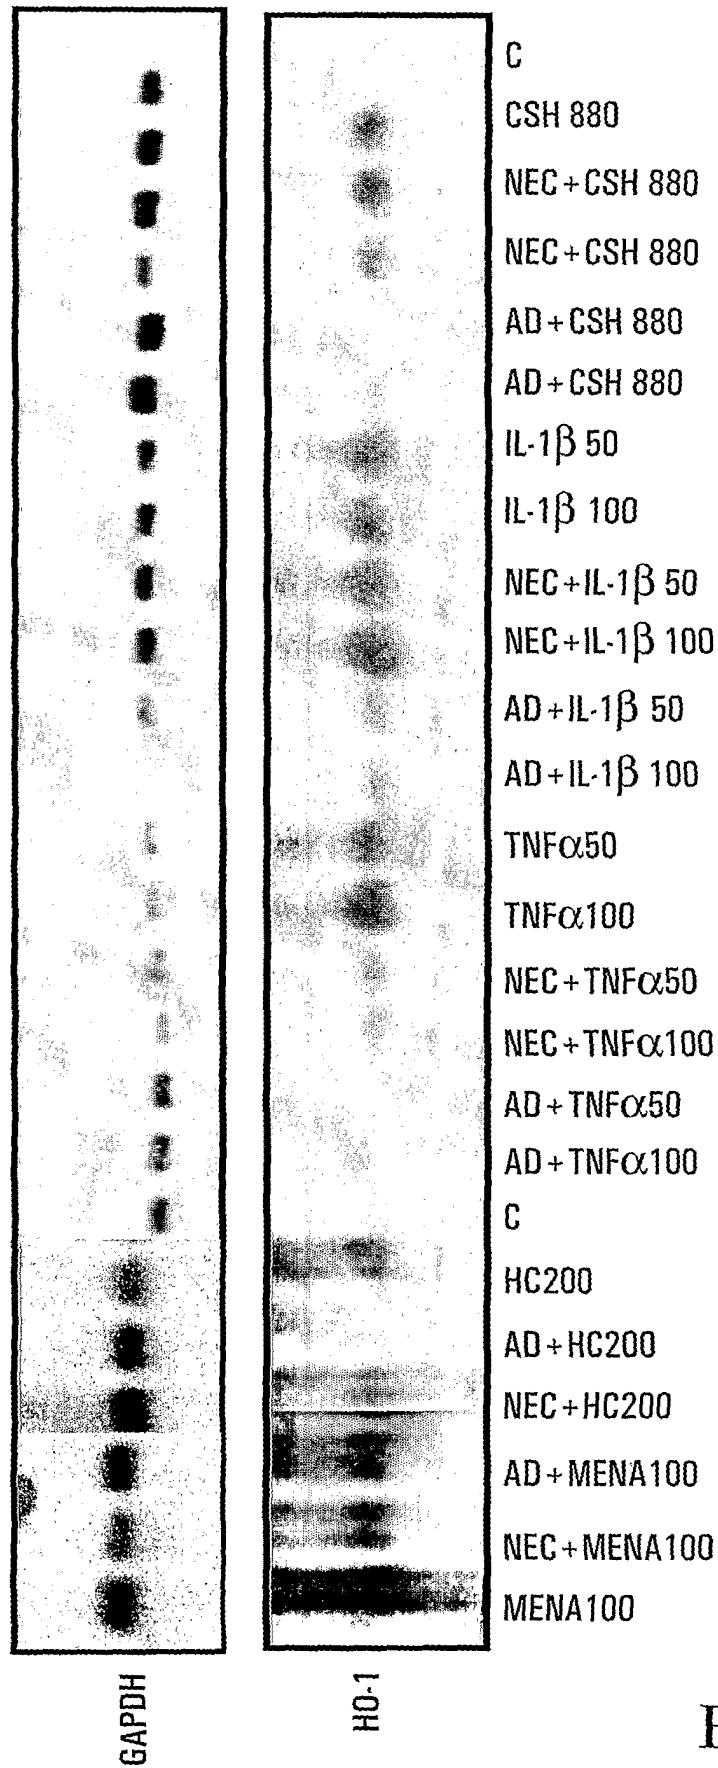 C
CSH 880
NEC+CSH 880
NEC+CSH 880
AD+CSH 880
AD+CSH 880
IL-1β 50
IL-1β 100
NEC+IL-1β 50
NEC+IL-1β 100
AD+IL-1β 50
AD+IL-1β 100
TNFα50
TNFα100
NEC+TNFα50
NEC+TNFα100
AD+TNFα50
AD+TNFα100
C
HC200
AD+HC200
NEC+HC200
AD+MENA100
NEC+MENA100
MENA100
GAPDH
HO-1